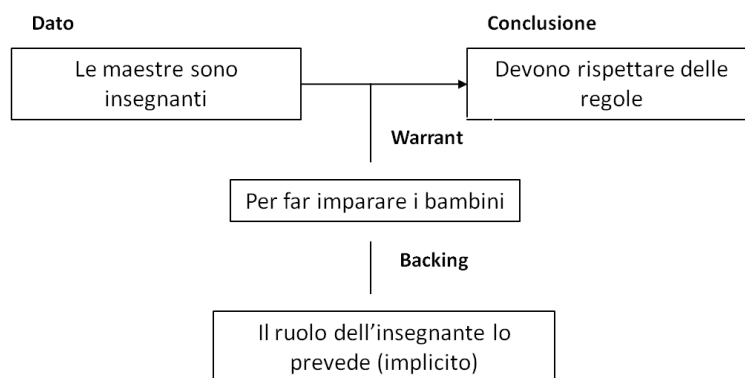 Dato
Conclusione
Le maestre sono
insegnanti
Devono rispettare delle
regole
Warrant
Per far imparare i bambini
Backing
Il ruolo dell'insegnante lo
prevede (implicito)